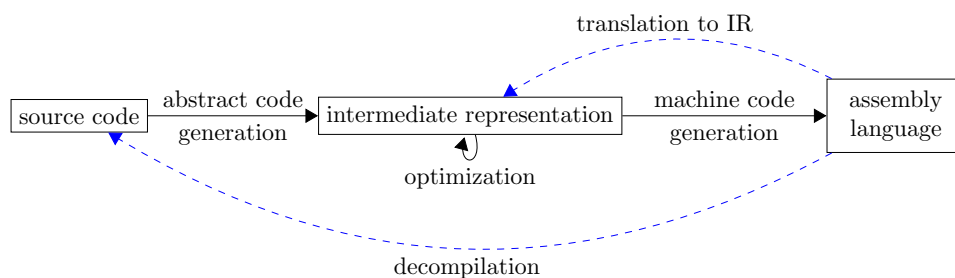 translation to IR
source code
abstract code
generation
intermediate representation
optimization
machine code
generation
assembly
language
decompilation